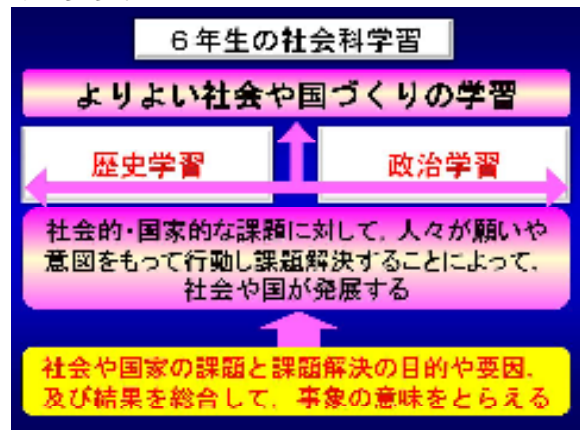 6年生の社会科学習
よりよい社会や国づくりの学習
歴史学習
政治学習
社会的・国家的な課題に対して，人々が願いや
意図をもって行動し課題解決することによって，
社会や国が発展する
社会や国家の課題と課題解決の目的や要因，
及び結果を総合して，事象の意味をとらえる